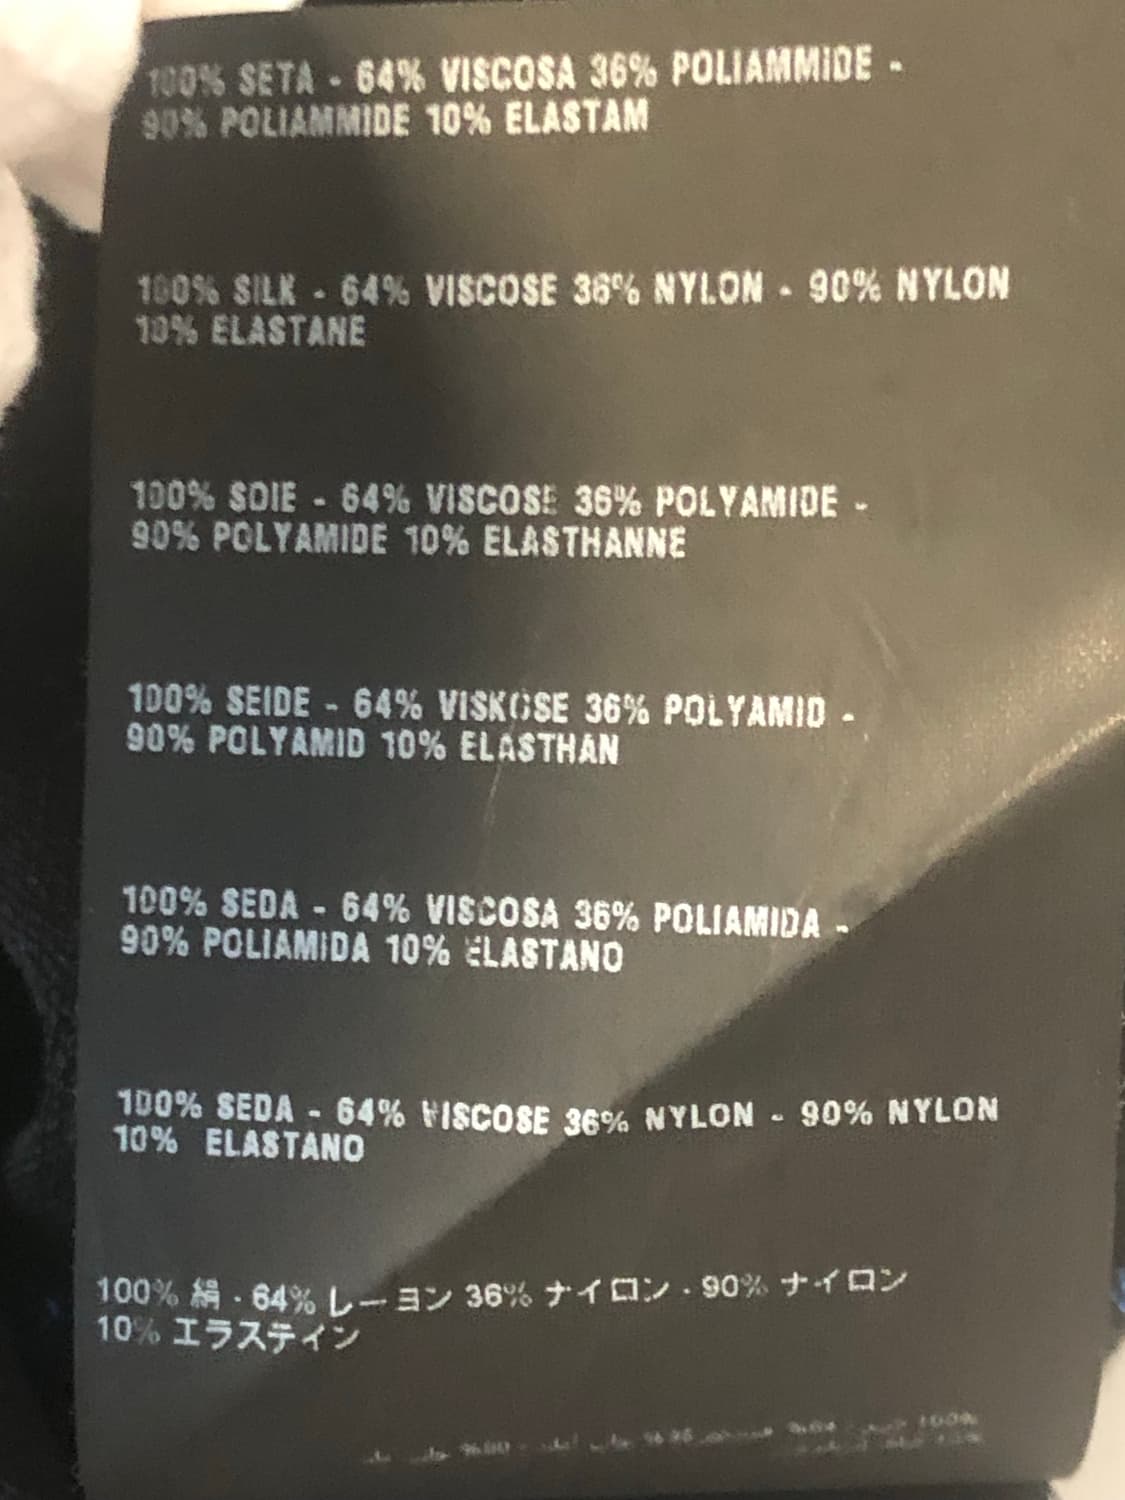 100% SETA - 64% VISCOSA 36% POLIAMMIDE -
90% POLIAMMIDE 10% ELASTAM
100% SILK - 64% VISCOSE 36% NYLON - 90% NYLON
10% ELASTANE
100% SOIE - 64% VISCOSE 36% POLYAMIDE -
90% POLYAMIDE 10% ELASTHANNE
100% SEIDE - 64% VISKOSE 36% POLYAMID -
90% POLYAMID 10% ELASTHAN
100% SEDA - 64% VISCOSA 36% POLIAMIDA -
90% POLIAMIDA 10% ELASTANO
100% SEDA - 64% VISCOSE 36% NYLON - 90% NYLON
10% ELASTANO
100% 絹 - 64% レーヨン 36% ナイロン - 90% ナイロン
10% エラスティン